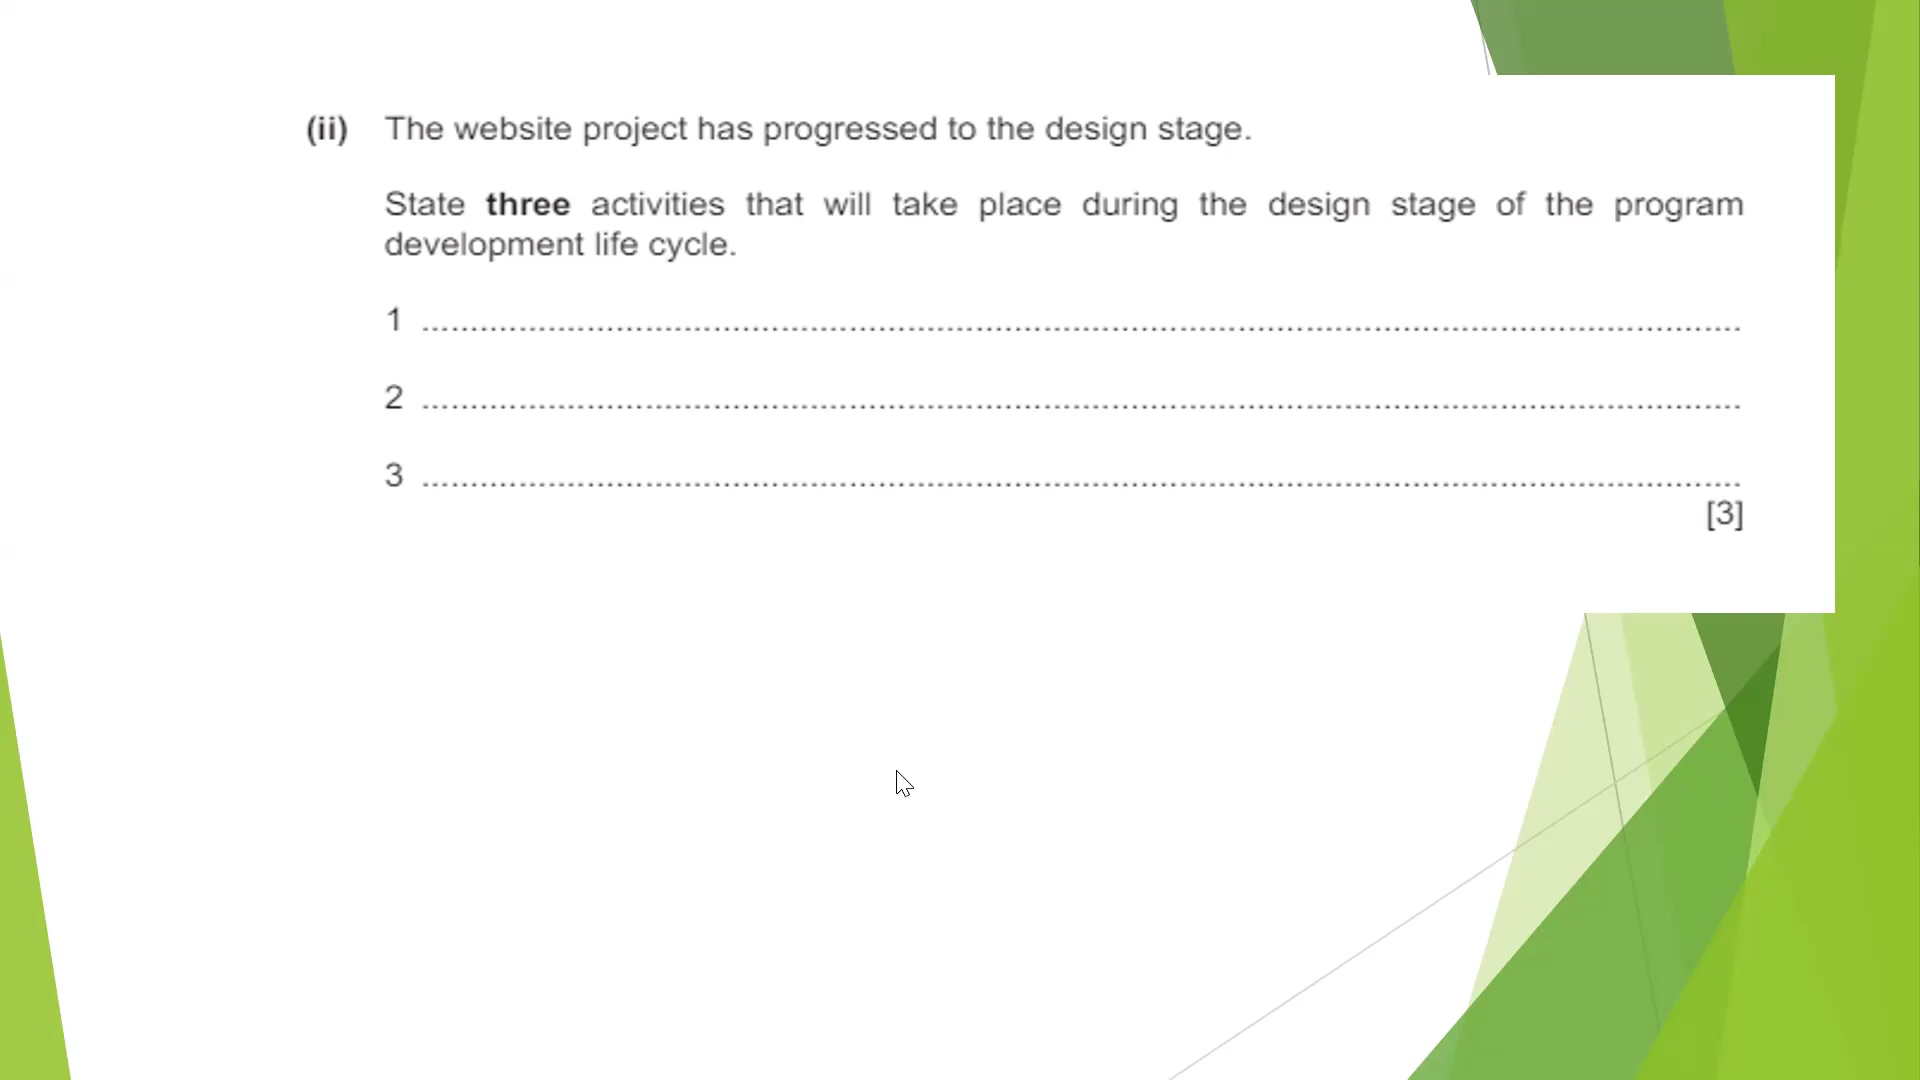 (ii) The website project has progressed to the design stage.
State three activities that will take place during the design stage of the program
development life cycle.
1 ..........................................................................................................................................
2 ..........................................................................................................................................
3 ..........................................................................................................................................
[3]